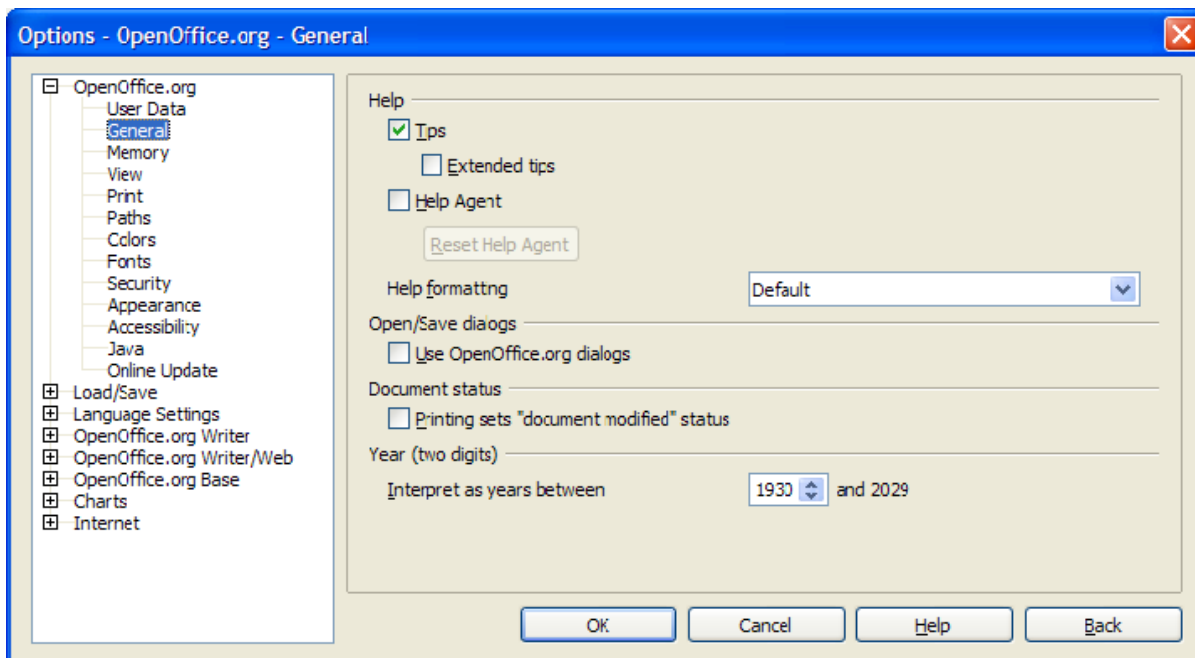 Options - OpenOffice.org - General
OpenOffice.org
User Data
General
Memory
View
Print
Paths
Colors
Fonts
Security
Appearance
Accessibility
Java
Online Update
Load/Save
Language Settings
OpenOffice.org Writer
OpenOffice.org Writer/Web
OpenOffice.org Base
Charts
Internet
Help
Tips
Extended tips
Help Agent
Reset Help Agent
Help formatting
Default
Open/Save dialogs
Use OpenOffice.org dialogs
Document status
Printing sets "document modified" status
Year (two digits)
Interpret as years between 1930 and 2029
OK Cancel Help Back